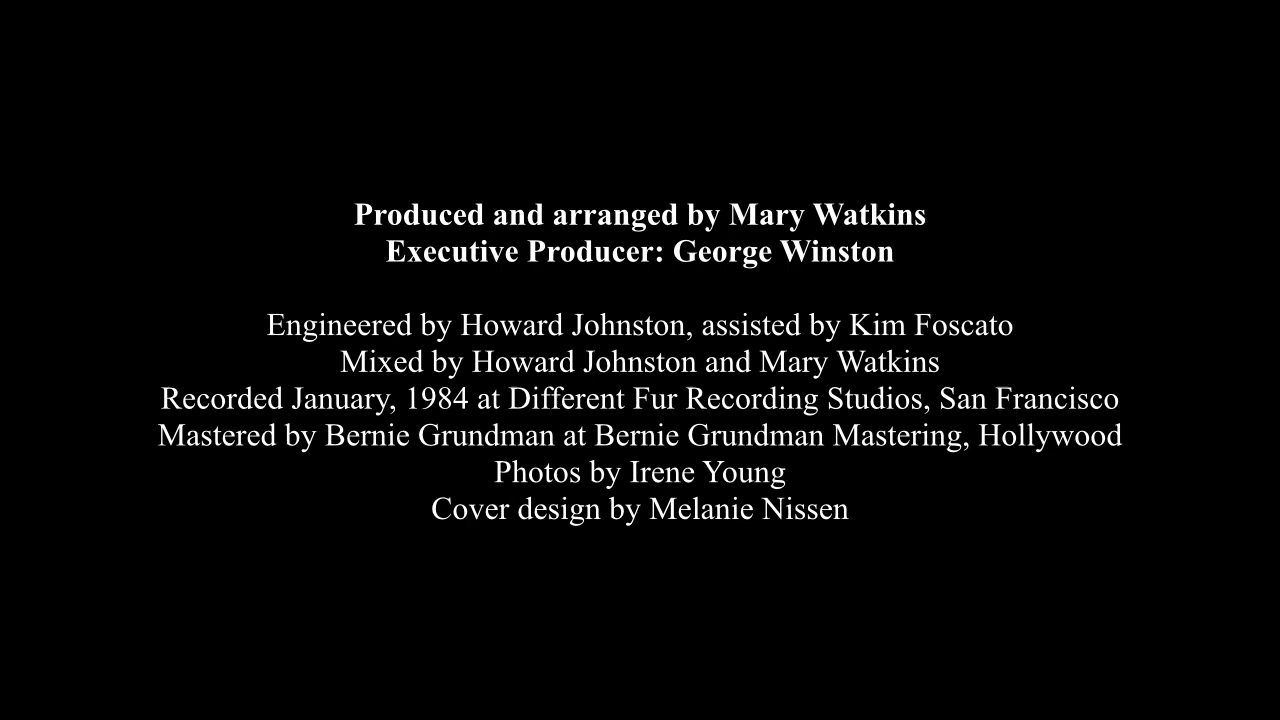 Produced and arranged by Mary Watkins
Executive Producer: George Winston
Engineered by Howard Johnston, assisted by Kim Foscato
Mixed by Howard Johnston and Mary Watkins
Recorded January, 1984 at Different Fur Recording Studios, San Francisco
Mastered by Bernie Grundman at Bernie Grundman Mastering, Hollywood
Photos by Irene Young
Cover design by Melanie Nissen